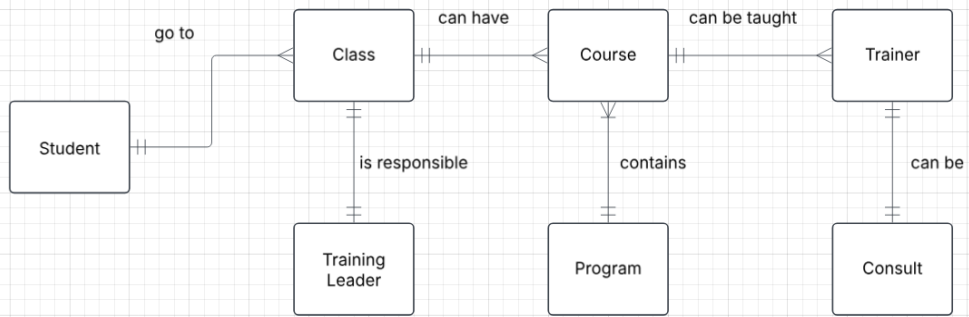 go to
can have
can be taught
Class
Course
Trainer
Student
is responsible
contains
can be
Training
Leader
Program
Consult